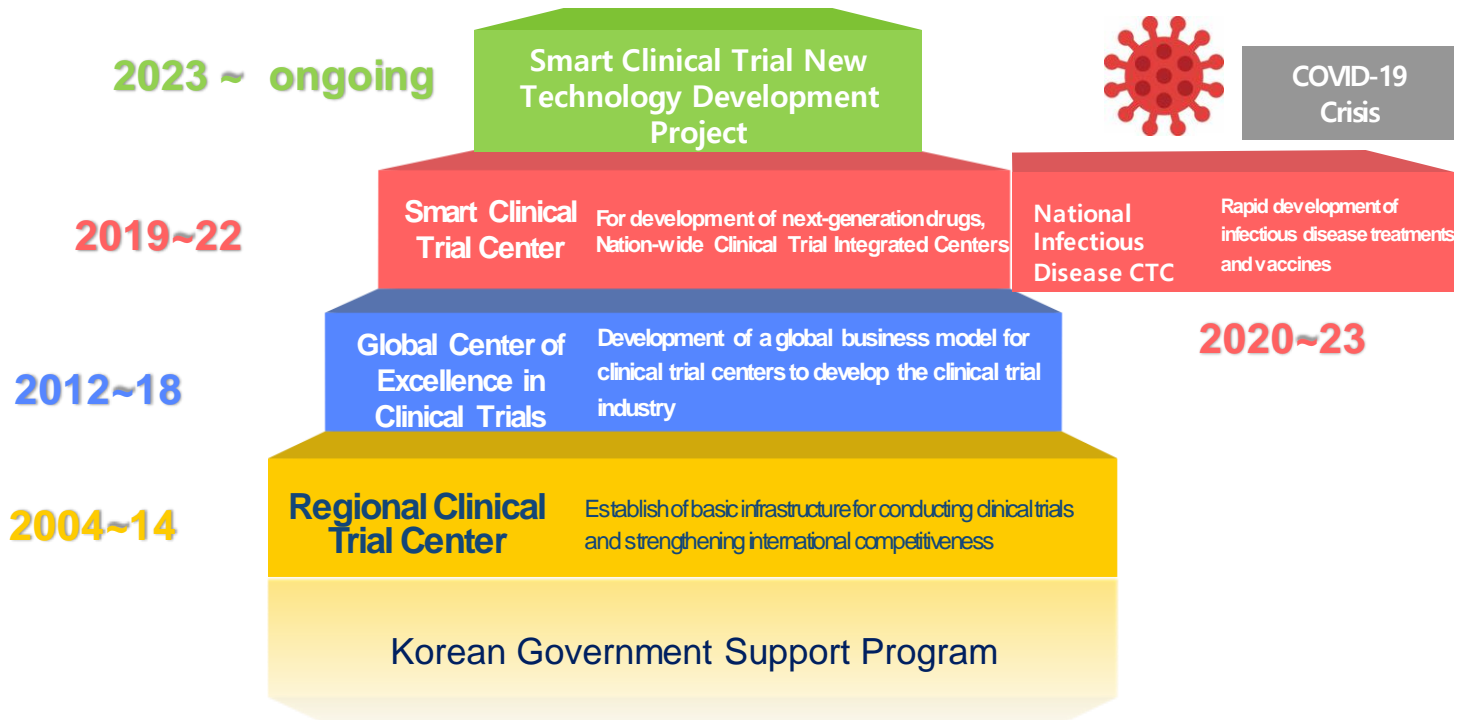 2023 ~ ongoing
Smart Clinical Trial New
Technology Development
Project
COVID-19
Crisis
2019~22
Smart Clinical
Trial Center
For development of next-generation drugs,
Nation-wide Clinical Trial Integrated Centers
National
Infectious
Disease CTC
Rapid development of
infectious disease treatments
and vaccines
2020~23
2012~18
Global Center of
Excellence in
Clinical Trials
Development of a global business model for
clinical trial centers to develop the clinical trial
industry
2004~14
Regional Clinical
Trial Center
Establish of basic infrastructure for conducting clinical trials
and strengthening international competitiveness
Korean Government Support Program